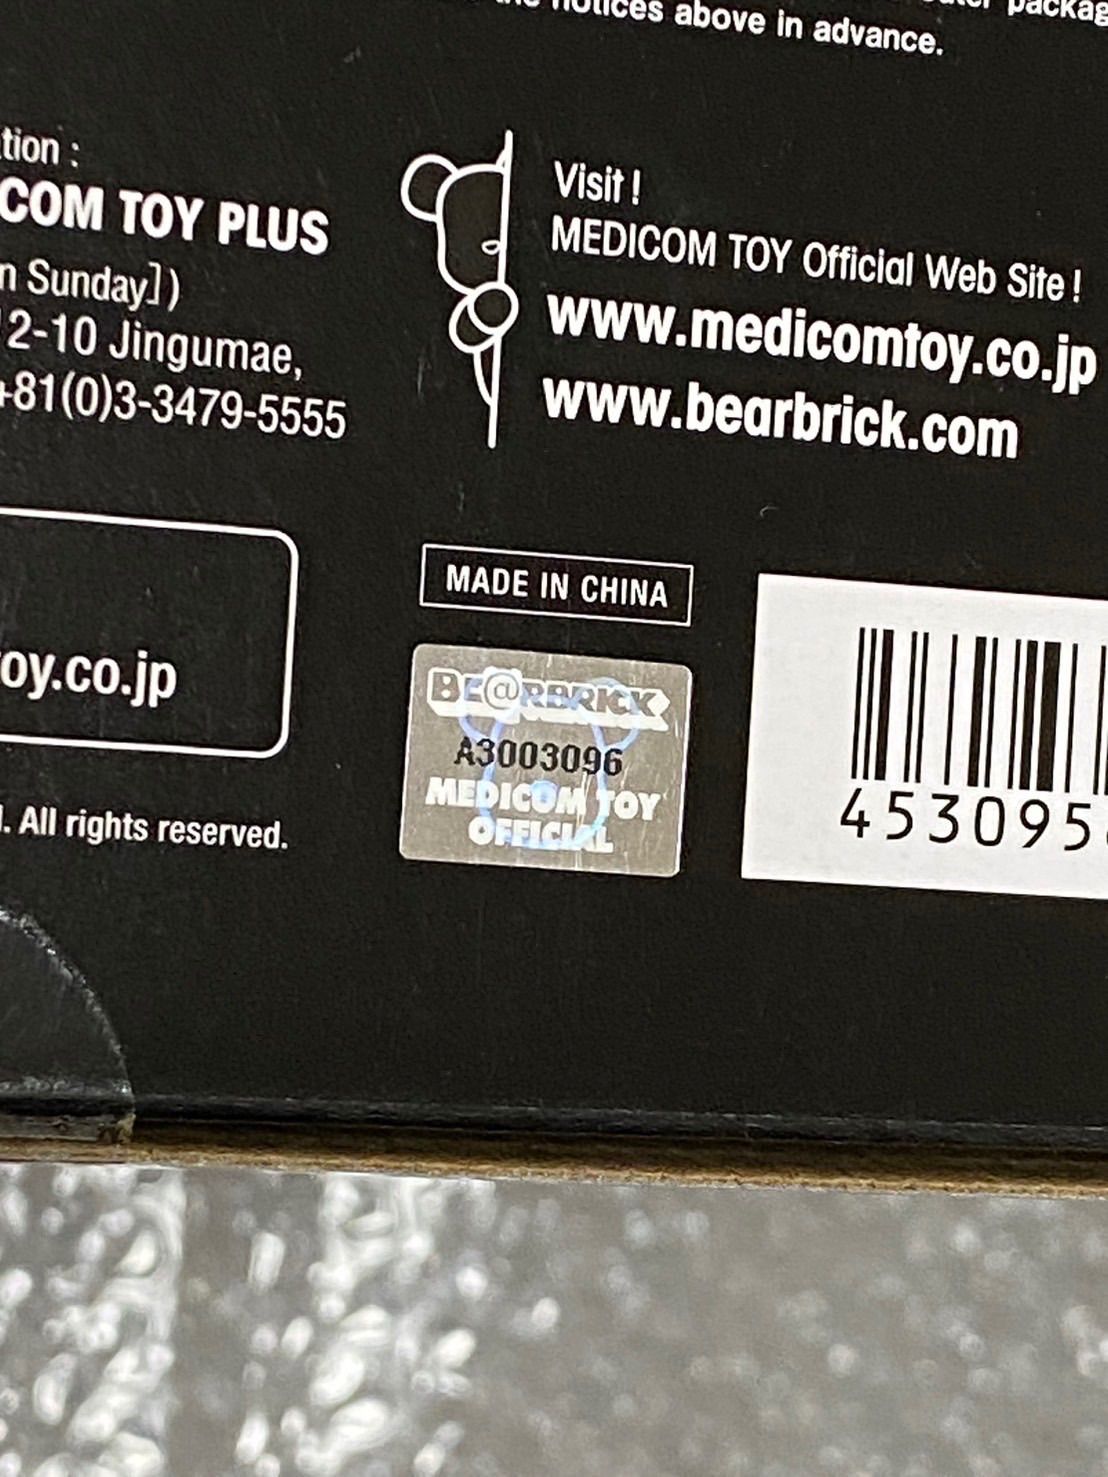 notices above in advance.
tion :
COM TOY PLUS
n Sunday])
2-10 Jingumae,
+81(0)3-3479-5555
Visit !
MEDICOM TOY Official Web Site !
www.medicomtoy.co.jp
www.bearbrick.com
MADE IN CHINA
oy.co.jp
BE@RBRICK
A3003096
MEDICOM TOY
OFFICIAL
453095
. All rights reserved.